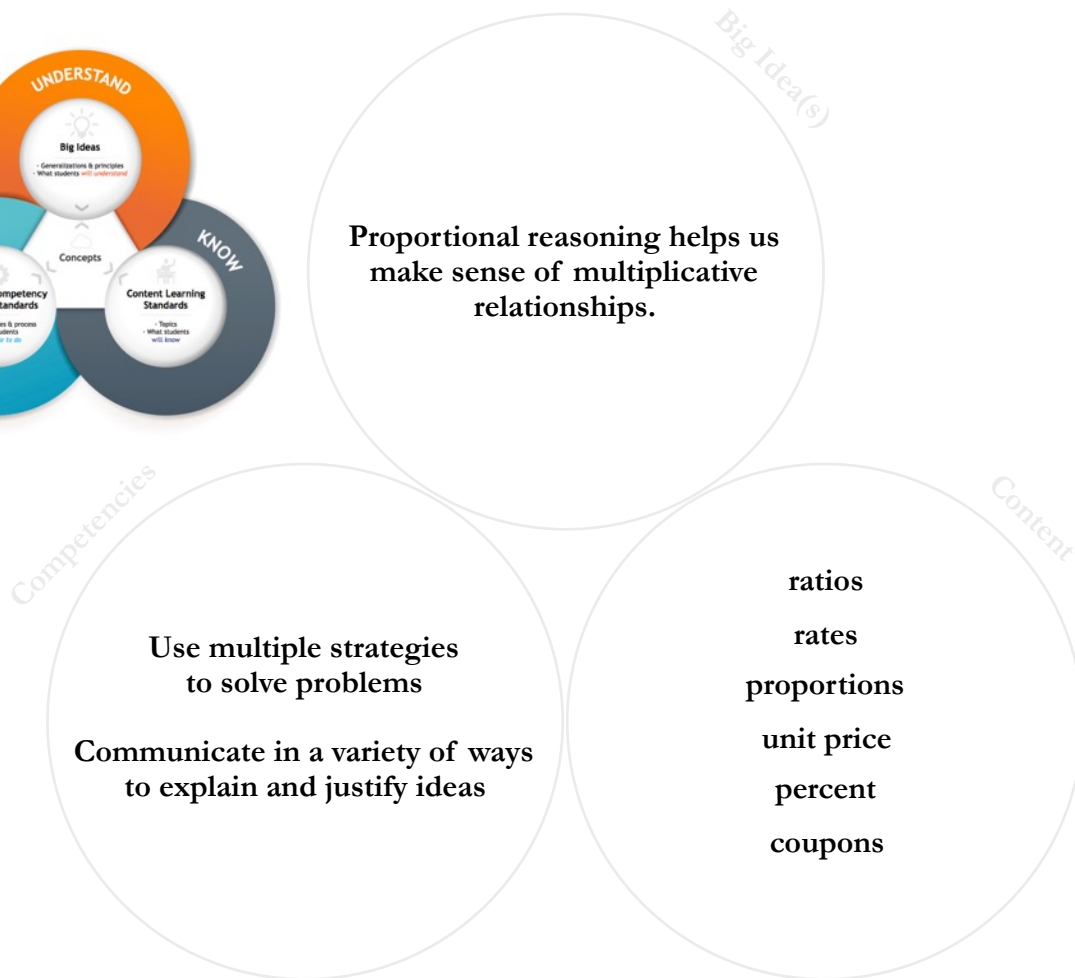 Big Idea(s)
UNDERSTAND
Big Ideas
- Generalizations & principles
- What students will understand
Concepts
KNOW
Content Learning
Standards
- Topics
- What students
will know
Proportional reasoning helps us
make sense of multiplicative
relationships.
Competencies
Use multiple strategies
to solve problems
Communicate in a variety of ways
to explain and justify ideas
Content
ratios
rates
proportions
unit price
percent
coupons